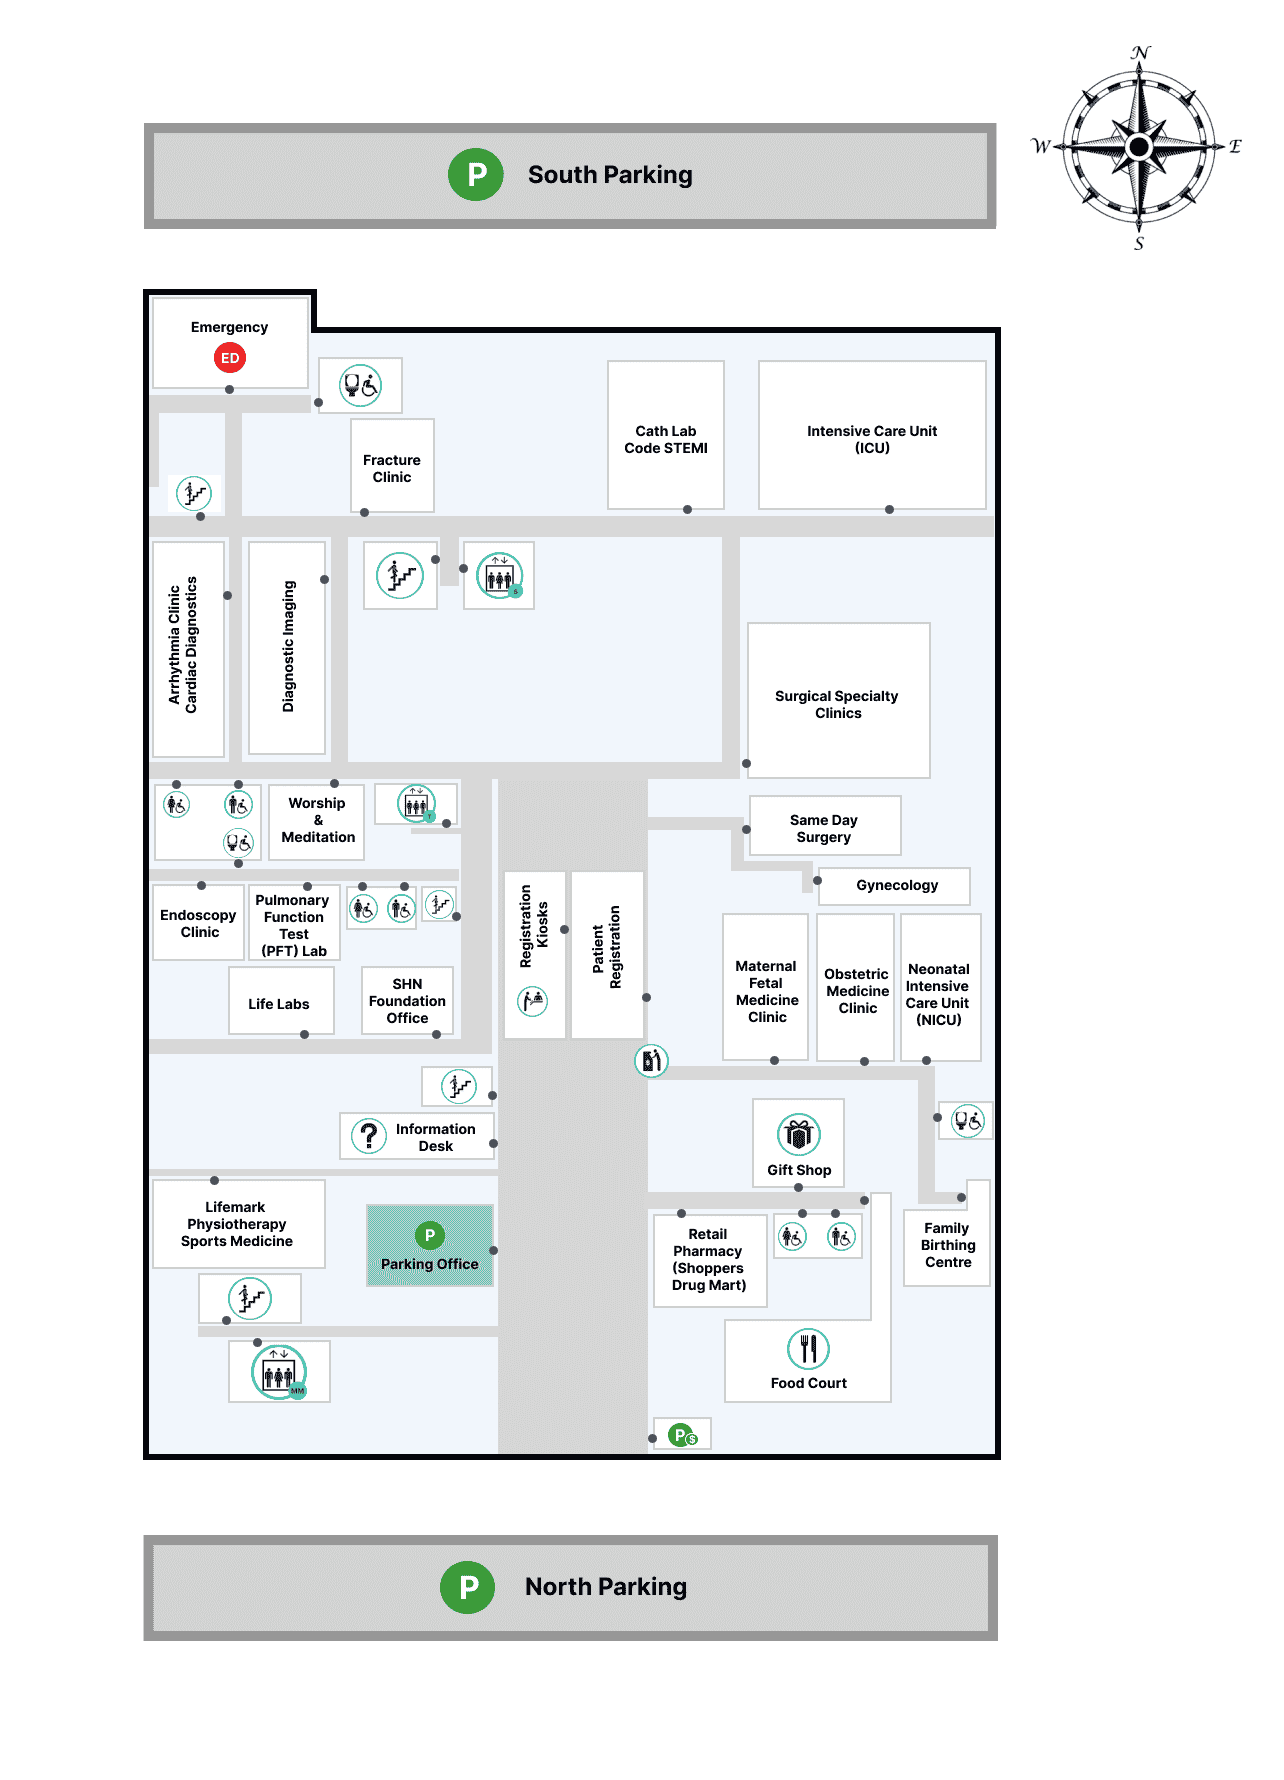 N
W
E
S
P
South Parking
Emergency
ED
Fracture
Clinic
Cath Lab
Code STEMI
Intensive Care Unit
(ICU)
Arrhythmia Clinic
Cardiac Diagnostics
Diagnostic Imaging
S
Surgical Specialty
Clinics
Worship
&
Meditation
T
Same Day
Surgery
Gynecology
Endoscopy
Clinic
Pulmonary
Function
Test
(PFT) Lab
Registration
Kiosks
Patient
Registration
Life Labs
SHN
Foundation
Office
Maternal
Fetal
Medicine
Clinic
Obstetric
Medicine
Clinic
Neonatal
Intensive
Care Unit
(NICU)
?
Information
Desk
Gift Shop
Lifemark
Physiotherapy
Sports Medicine
P
Parking Office
Retail
Pharmacy
(Shoppers
Drug Mart)
Family
Birthing
Centre
MM
Food Court
P
$
P
North Parking